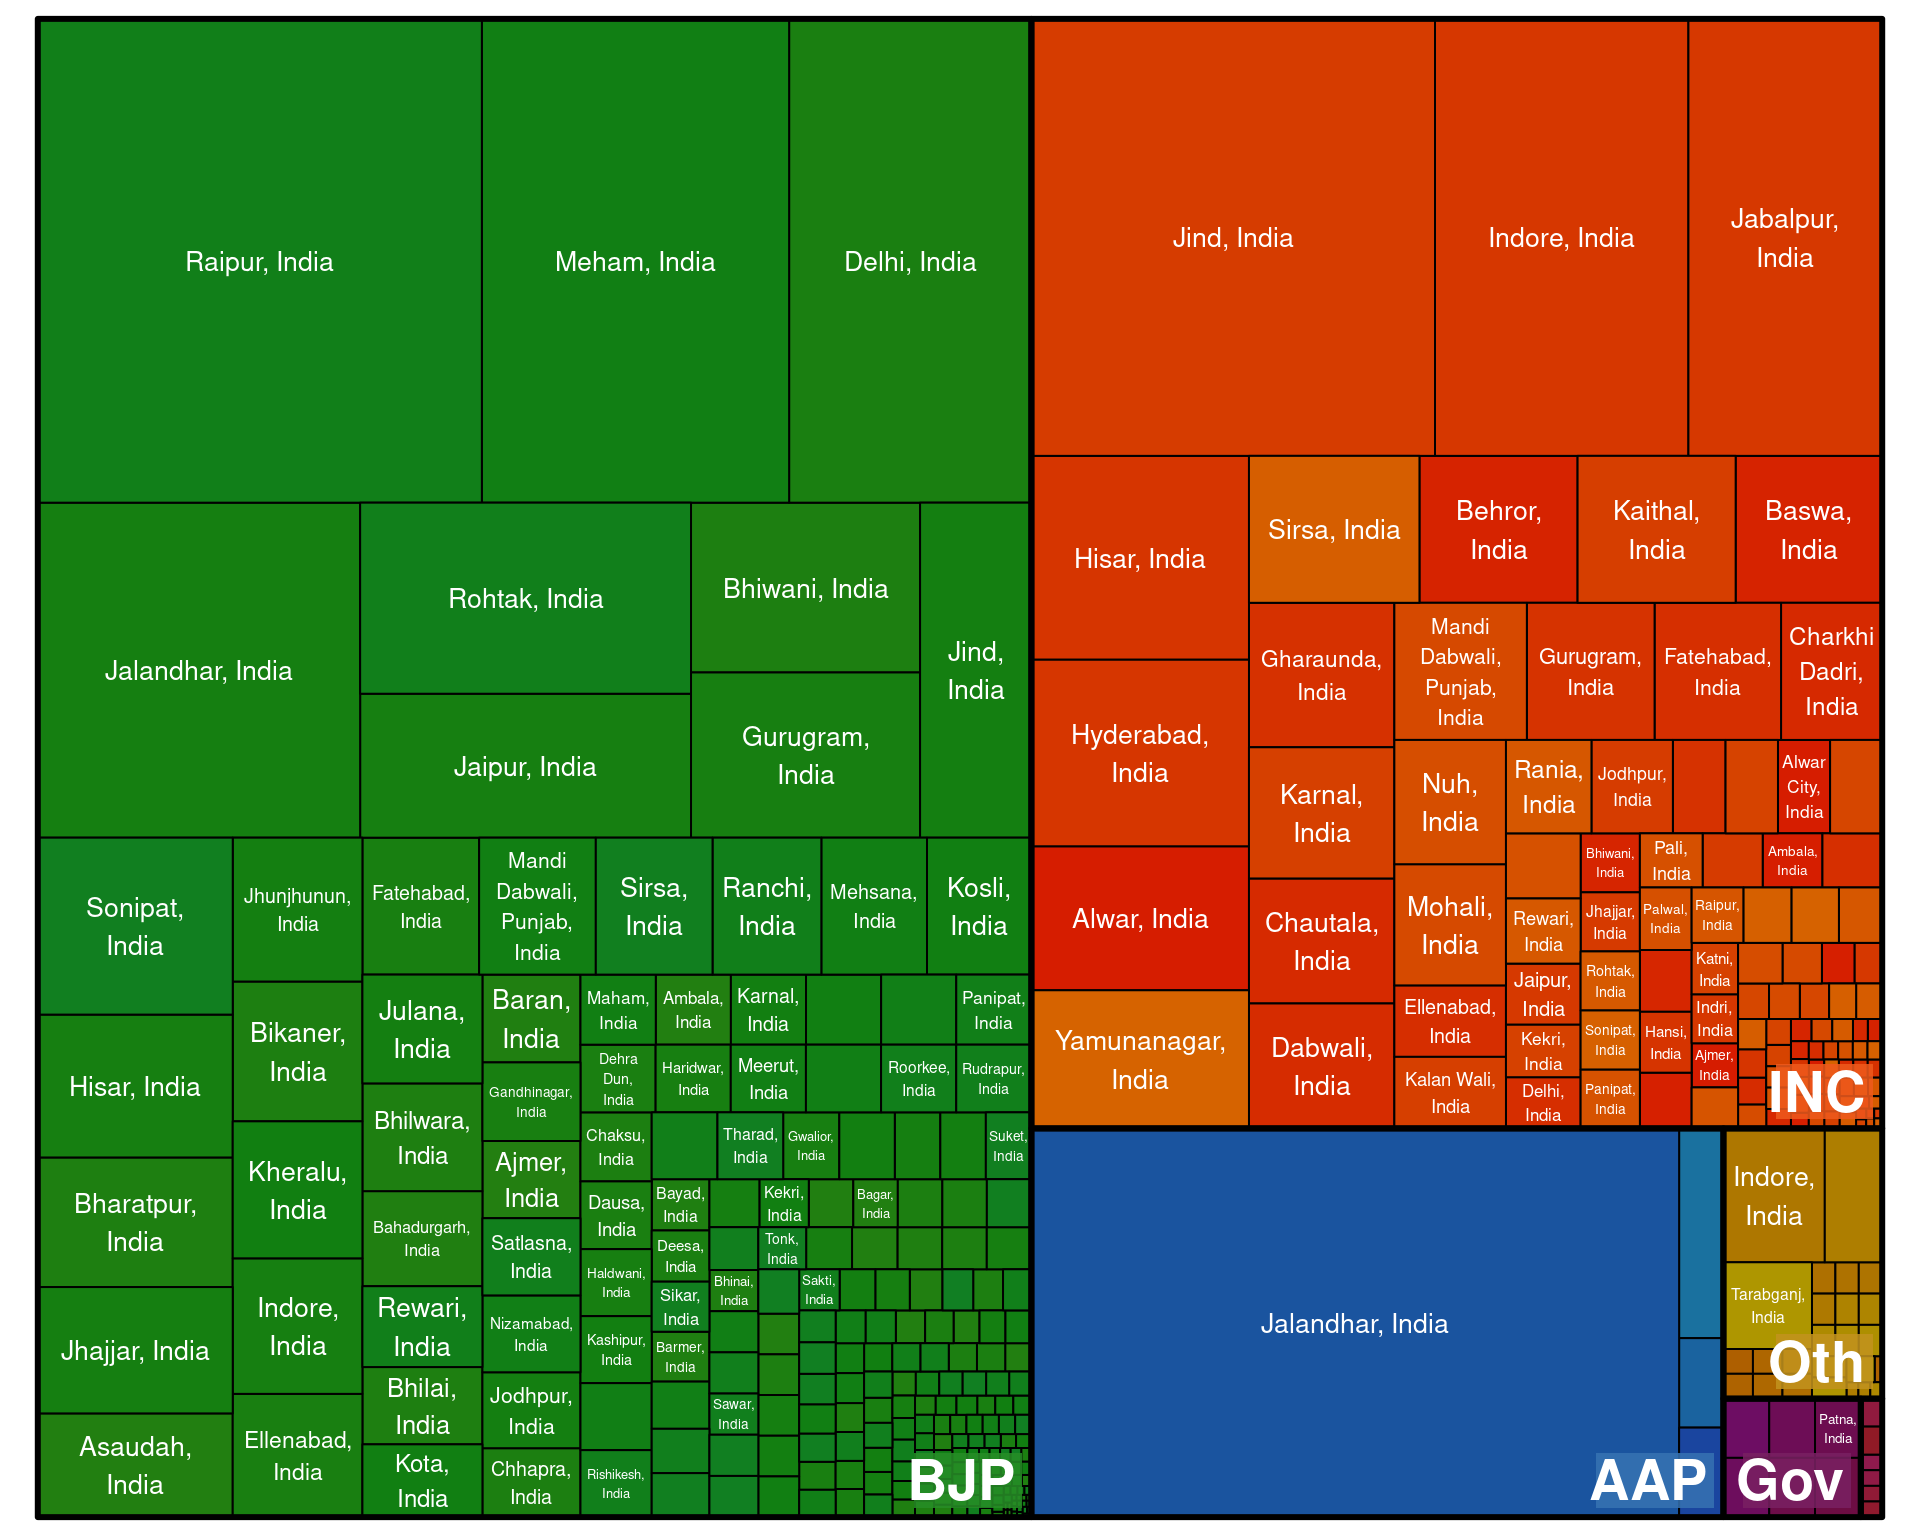 Raipur, India
Meham, India
Delhi, India
Jalandhar, India
Rohtak, India
Jaipur, India
Bhiwani, India
Gurugram,
India
Jind,
India
Sonipat,
India
Hisar, India
Bharatpur,
India
Jhajjar, India
Asaudah,
India
Jhunjhunun,
India
Bikaner,
India
Kheralu,
India
Indore,
India
Ellenabad,
India
Fatehabad,
India
Mandi
Dabwali,
Punjab,
India
Sirsa,
India
Ranchi,
India
Mehsana,
India
Kosli,
India
Julana,
India
Bhilwara,
India
Bahadurgarh,
India
Rewari,
India
Bhilai,
India
Kota,
India
Baran,
India
Gandhinagar,
India
Ajmer,
India
Satlasna,
India
Nizamabad,
India
Jodhpur,
India
Chhapra,
India
Maham,
India
Ambala,
India
Karnal,
India
Panipat,
India
Dehra
Dun,
India
Haridwar,
India
Meerut,
India
Roorkee,
India
Rudrapur,
India
Chaksu,
India
Dausa,
India
Haldwani,
India
Kashipur,
India
Rishikesh,
India
Tharad,
India
Gwalior,
India
Suket,
India
Bayad,
India
Deesa,
India
Sikar,
India
Barmer,
India
Kekri,
India
Bagar,
India
Tonk,
India
Bhinai,
India
Sakti,
India
Sawar,
India
BJP
Jind, India
Indore, India
Jabalpur,
India
Hisar, India
Hyderabad,
India
Alwar, India
Yamunanagar,
India
Sirsa, India
Behror,
India
Kaithal,
India
Baswa,
India
Gharaunda,
India
Karnal,
India
Chautala,
India
Dabwali,
India
Mandi
Dabwali,
Punjab,
India
Gurugram,
India
Fatehabad,
India
Charkhi
Dadri,
India
Nuh,
India
Mohali,
India
Ellenabad,
India
Kalan Wali,
India
Rania,
India
Jodhpur,
India
Alwar
City,
India
Rewari,
India
Jaipur,
India
Kekri,
India
Delhi,
India
Bhiwani,
India
Jhajjar,
India
Rohtak,
India
Sonipat,
India
Panipat,
India
Pali,
India
Ambala,
India
Palwal,
India
Raipur,
India
Hansi,
India
Katni,
India
Indri,
India
Ajmer,
India
INC
Jalandhar, India
AAP
Indore,
India
Tarabganj,
India
Oth
Patna,
India
Gov